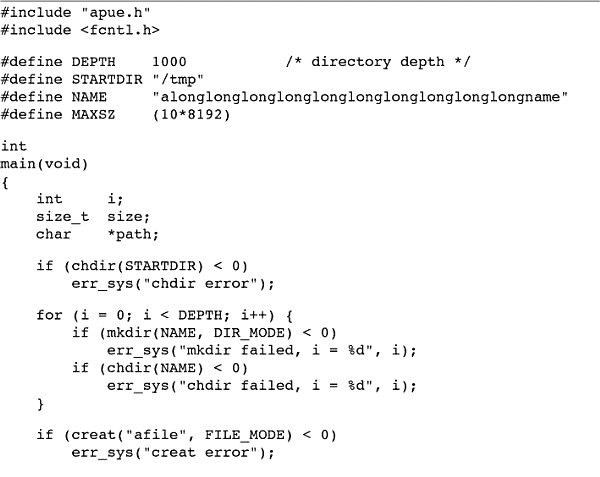 #include "apue.h"
#include <fcntl.h>
#define DEPTH    1000           /* directory depth */
#define STARTDIR "/tmp"
#define NAME     "alonglonglonglonglonglonglonglonglonglongname"
#define MAXSZ    (10*8192)
int
main(void)
{
    int     i;
    size_t  size;
    char    *path;
    if (chdir(STARTDIR) < 0)
        err_sys("chdir error");
    for (i = 0; i < DEPTH; i++) {
        if (mkdir(NAME, DIR_MODE) < 0)
            err_sys("mkdir failed, i = %d", i);
        if (chdir(NAME) < 0)
            err_sys("chdir failed, i = %d", i);
    }
    if (creat("afile", FILE_MODE) < 0)
        err_sys("creat error");